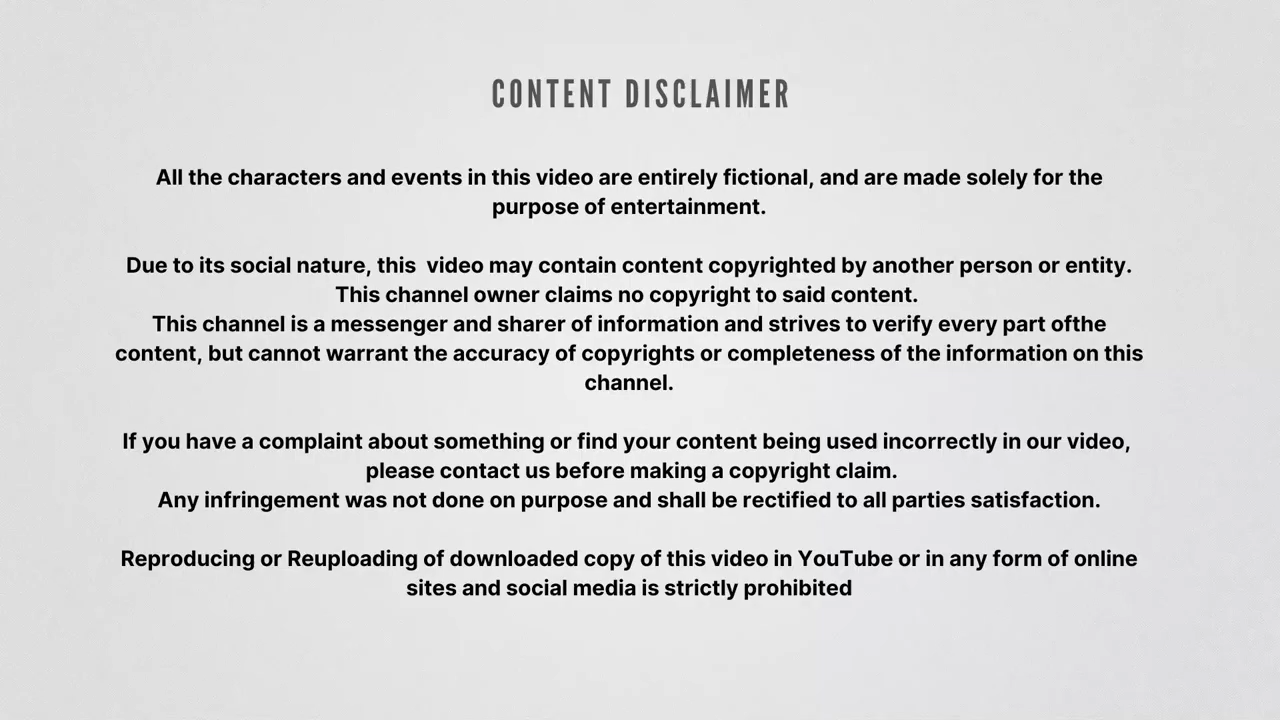 CONTENT DISCLAIMER
All the characters and events in this video are entirely fictional, and are made solely for the
purpose of entertainment.
Due to its social nature, this  video may contain content copyrighted by another person or entity.
This channel owner claims no copyright to said content.
This channel is a messenger and sharer of information and strives to verify every part ofthe
content, but cannot warrant the accuracy of copyrights or completeness of the information on this
channel.
If you have a complaint about something or find your content being used incorrectly in our video,
please contact us before making a copyright claim.
Any infringement was not done on purpose and shall be rectified to all parties satisfaction.
Reproducing or Reuploading of downloaded copy of this video in YouTube or in any form of online
sites and social media is strictly prohibited